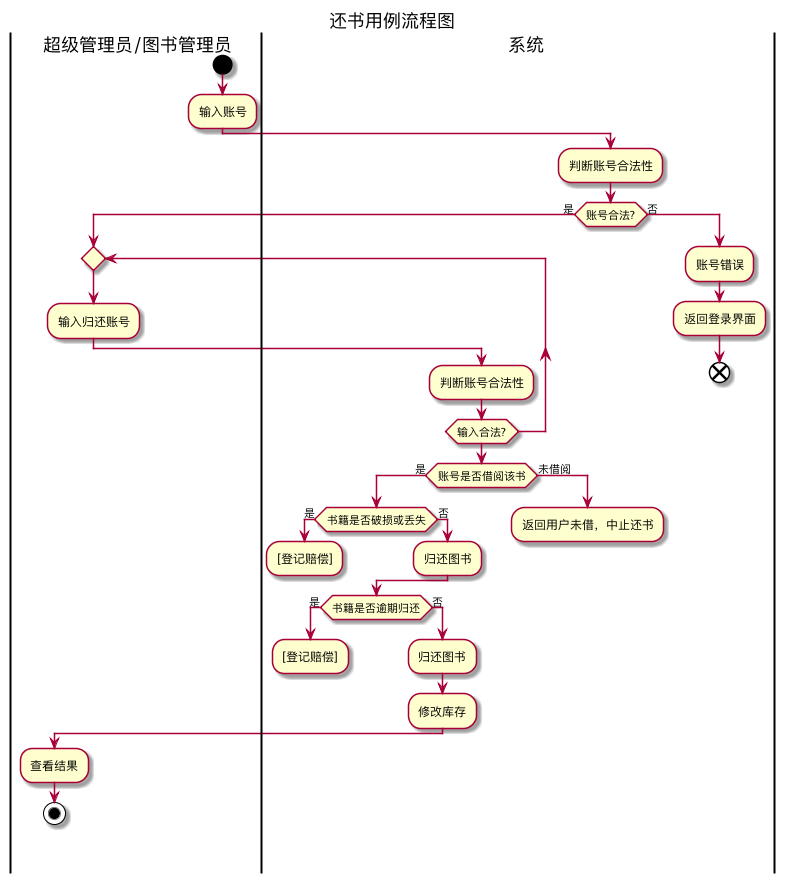 还书用例流程图
超级管理员/图书管理员
系统
输入账号
判断账号合法性
是
账号合法?
否
账号错误
输入归还账号
返回登录界面
判断账号合法性
输入合法?
是
账号是否借阅该书
未借阅
是
书籍是否破损或丢失
否
返回用户未借，中止还书
[登记赔偿]
归还图书
是
书籍是否逾期归还
否
[登记赔偿]
归还图书
修改库存
查看结果